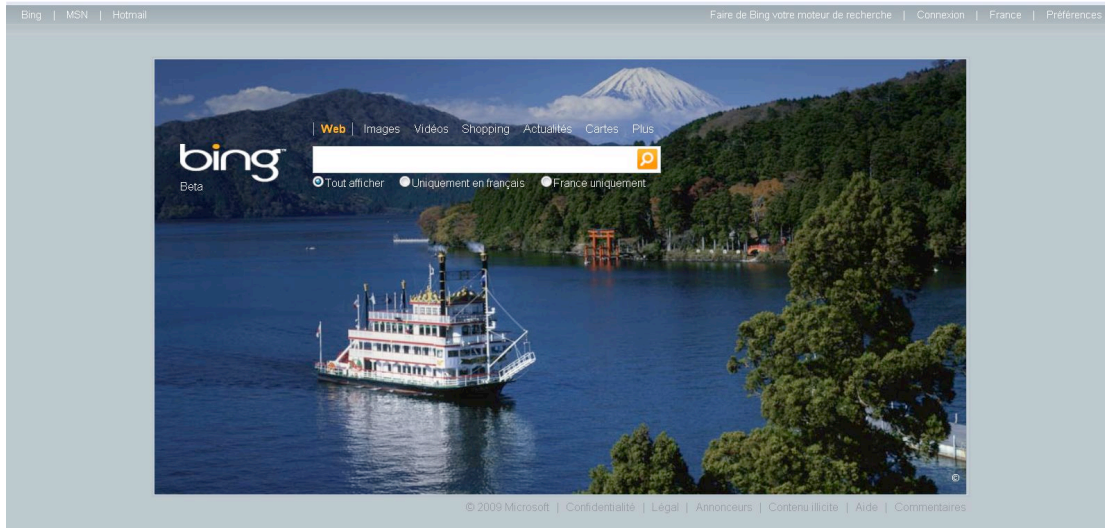 Bing | MSN | Hotmail Faire de Bing votre moteur de recherche | Connexion | France | Préférences
| Web | Images Vidéos Shopping Actualités Cartes Plus
bing™
Beta
Tout afficher Uniquement en français France uniquement
©
© 2009 Microsoft | Confidentialité | Légal | Annonceurs | Contenu illicite | Aide | Commentaires